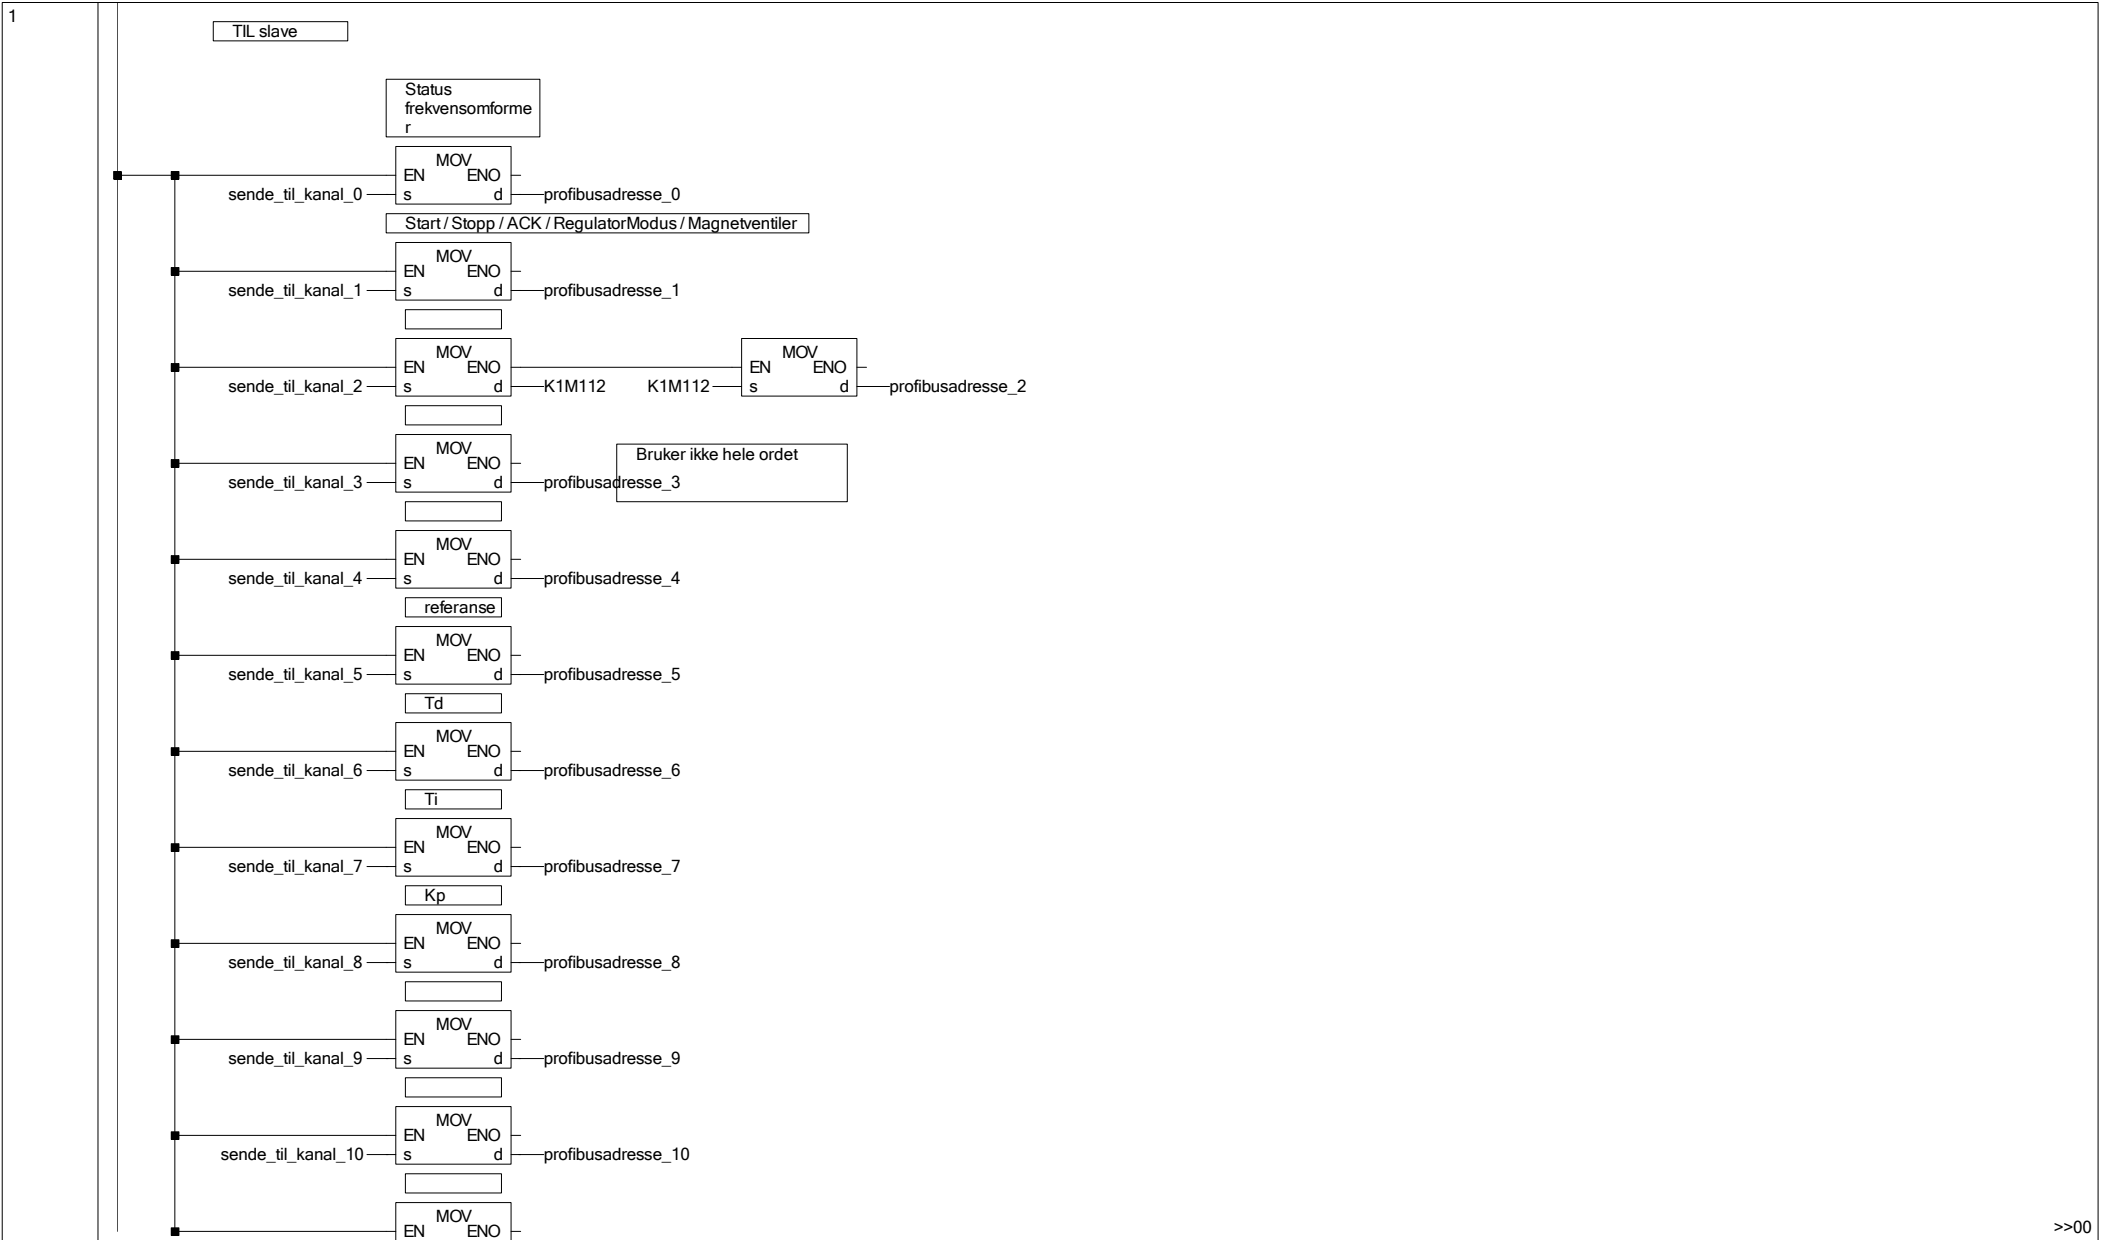 1
TIL slave
Status
frekvensomforme
r
MOV
EN ENO
sende_til_kanal_0 s d profibusadresse_0
Start / Stopp / ACK / RegulatorModus / Magnetventiler
MOV
EN ENO
sende_til_kanal_1 s d profibusadresse_1
MOV MOV
EN ENO EN ENO
sende_til_kanal_2 s d K1M112 K1M112 s d profibusadresse_2
MOV
Bruker ikke hele ordet
EN ENO
sende_til_kanal_3 s d profibusadresse_3
MOV
EN ENO
sende_til_kanal_4 s d profibusadresse_4
referanse
MOV
EN ENO
sende_til_kanal_5 s d profibusadresse_5
Td
MOV
EN ENO
sende_til_kanal_6 s d profibusadresse_6
Ti
MOV
EN ENO
sende_til_kanal_7 s d profibusadresse_7
Kp
MOV
EN ENO
sende_til_kanal_8 s d profibusadresse_8
MOV
EN ENO
sende_til_kanal_9 s d profibusadresse_9
MOV
EN ENO
sende_til_kanal_10 s d profibusadresse_10
MOV
EN ENO
>>00